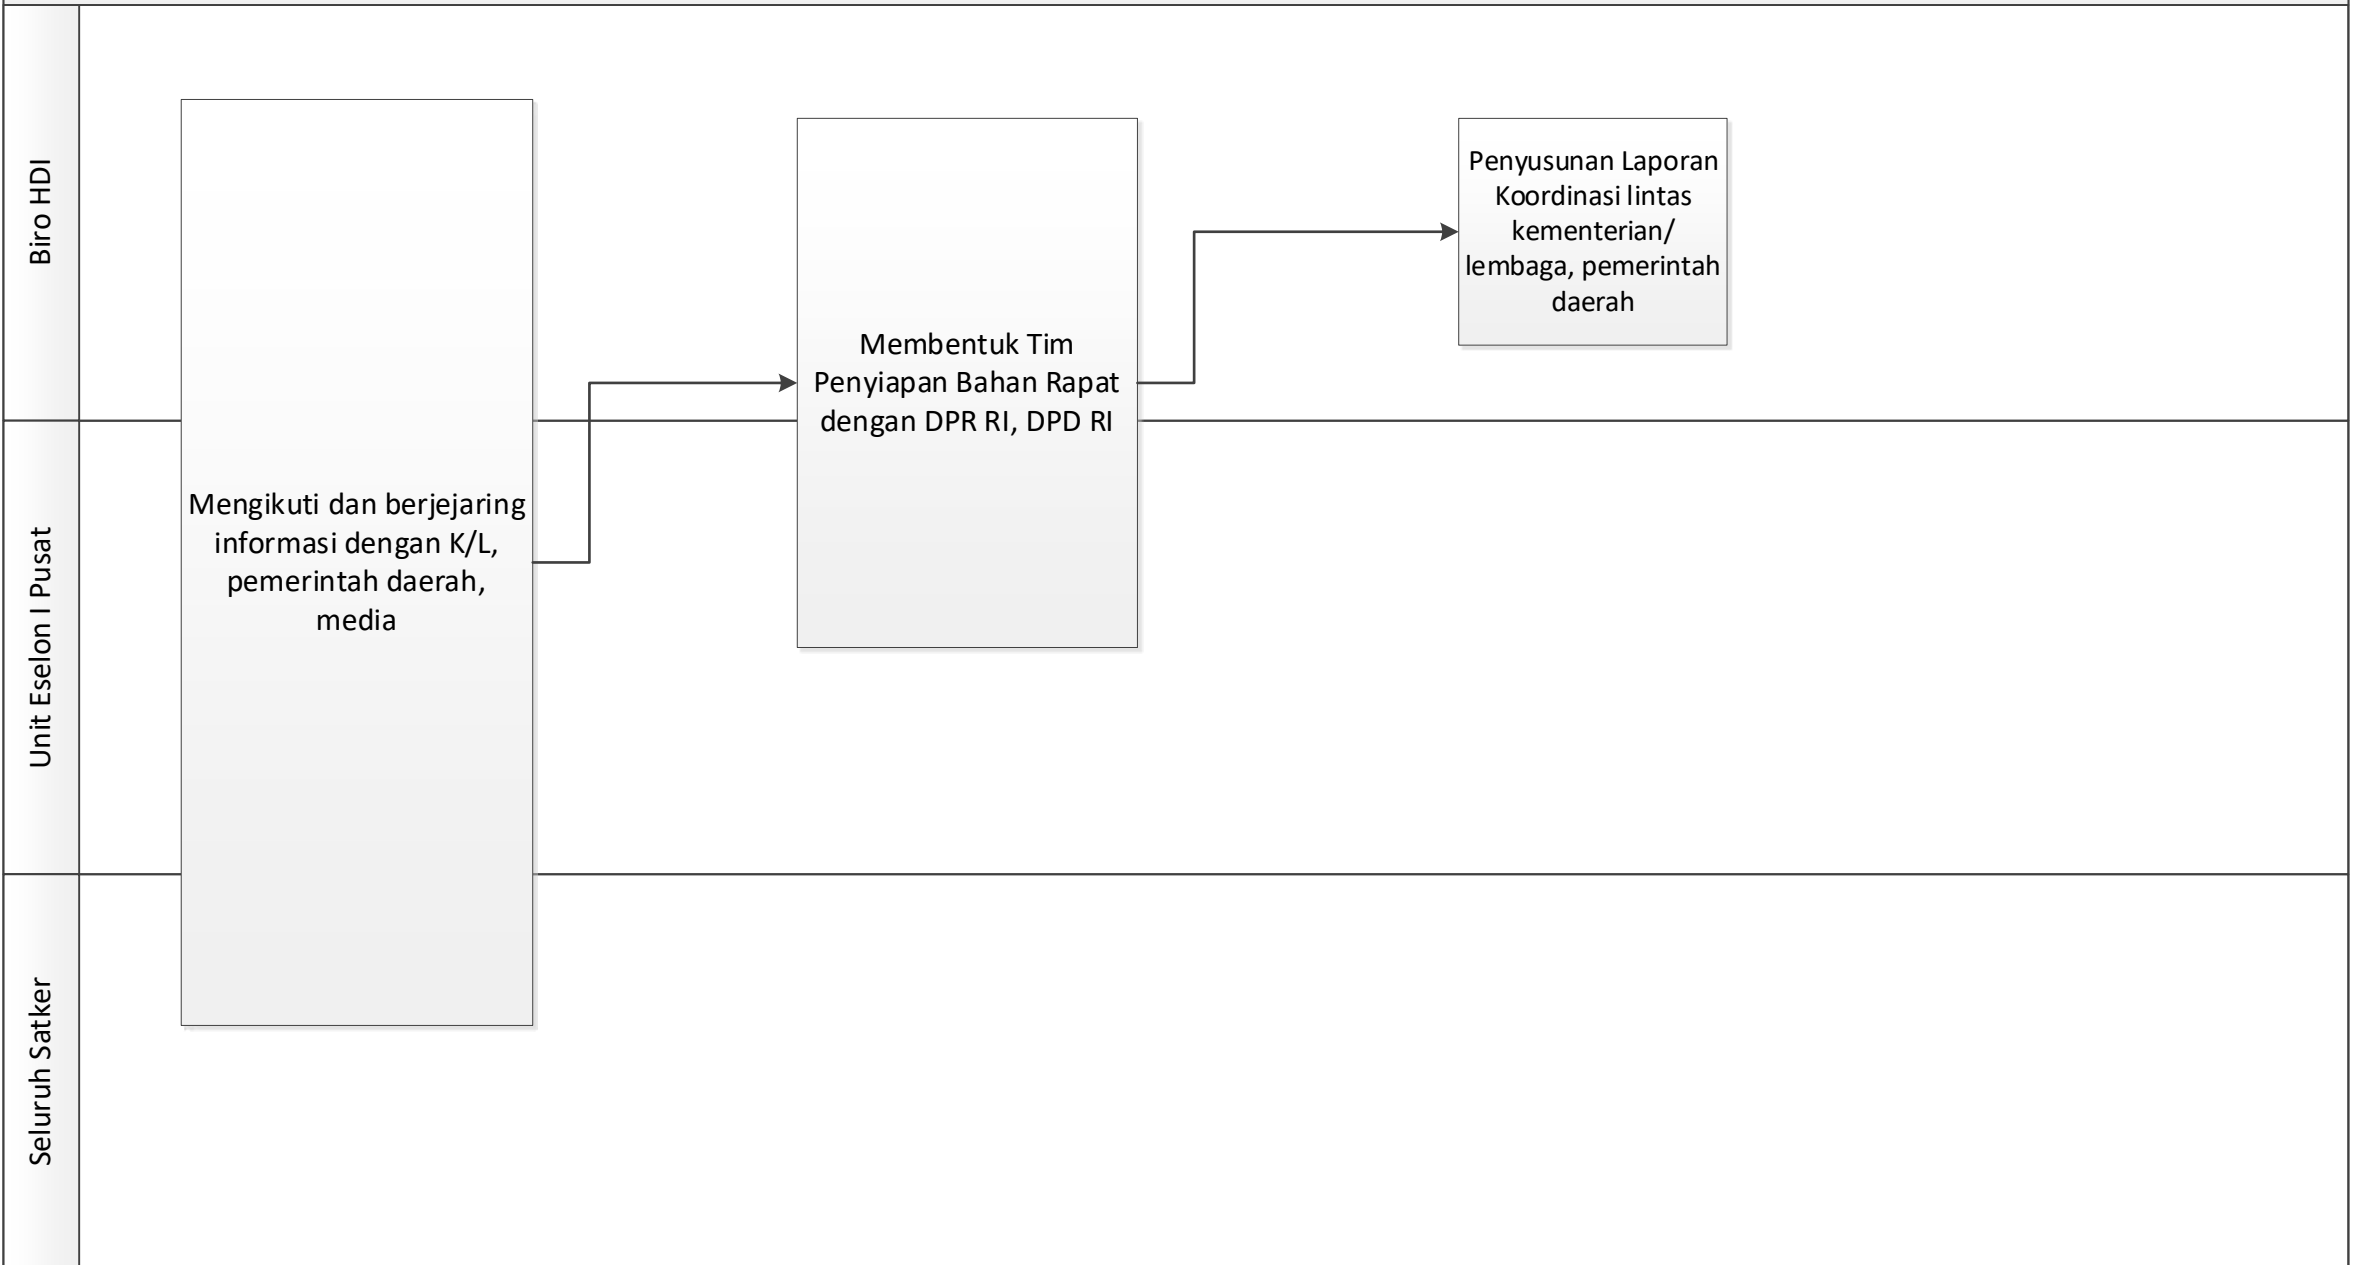 Biro HDI
Mengikuti dan berjejaring
informasi dengan K/L,
pemerintah daerah,
media
Membentuk Tim
Penyiapan Bahan Rapat
dengan DPR RI, DPD RI
Penyusunan Laporan
Koordinasi lintas
kementerian/
lembaga, pemerintah
daerah
Unit Eselon I Pusat
Seluruh Satker